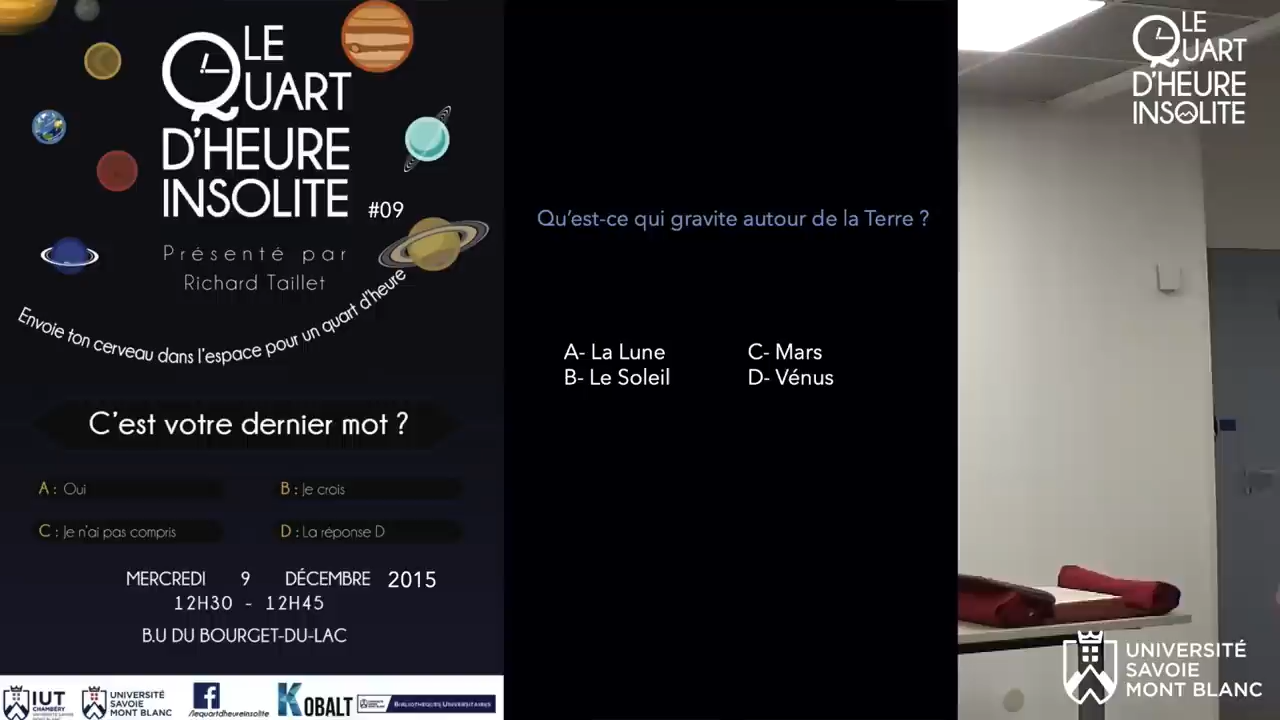 LE
QUART
D'HEURE
INSOLITE #09
Présenté par
Richard Taillet
Envoie ton cerveau dans l'espace pour un quart d'heure
C'est votre dernier mot ?
A : Oui
B : Je crois
C : Je n'ai pas compris
D : La réponse D
MERCREDI 9 DÉCEMBRE 2015
12H30 - 12H45
B.U DU BOURGET-DU-LAC
IUT
CHAMBÉRY
UNIVERSITÉ
SAVOIE
MONT BLANC
/lequartdheureinsolite
KOBALT
BIBLIOTHÈQUES UNIVERSITAIRES
Qu'est-ce qui gravite autour de la Terre ?
A- La Lune
B- Le Soleil
C- Mars
D- Vénus
LE
QUART
D'HEURE
INSOLITE
UNIVERSITÉ
SAVOIE
MONT BLANC